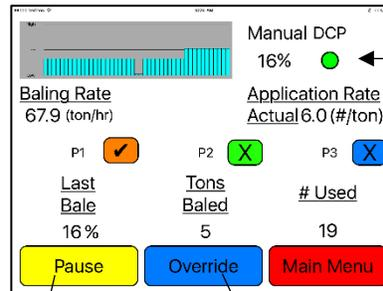 Manual DCP
16%
Baling Rate
67.9 (ton/hr)
Application Rate
Actual 6.0 (#/ton)
P1 ✔ P2 X P3 X
Last Bale
Tons Baled
# Used
16% 5 19
Pause Override Main Menu